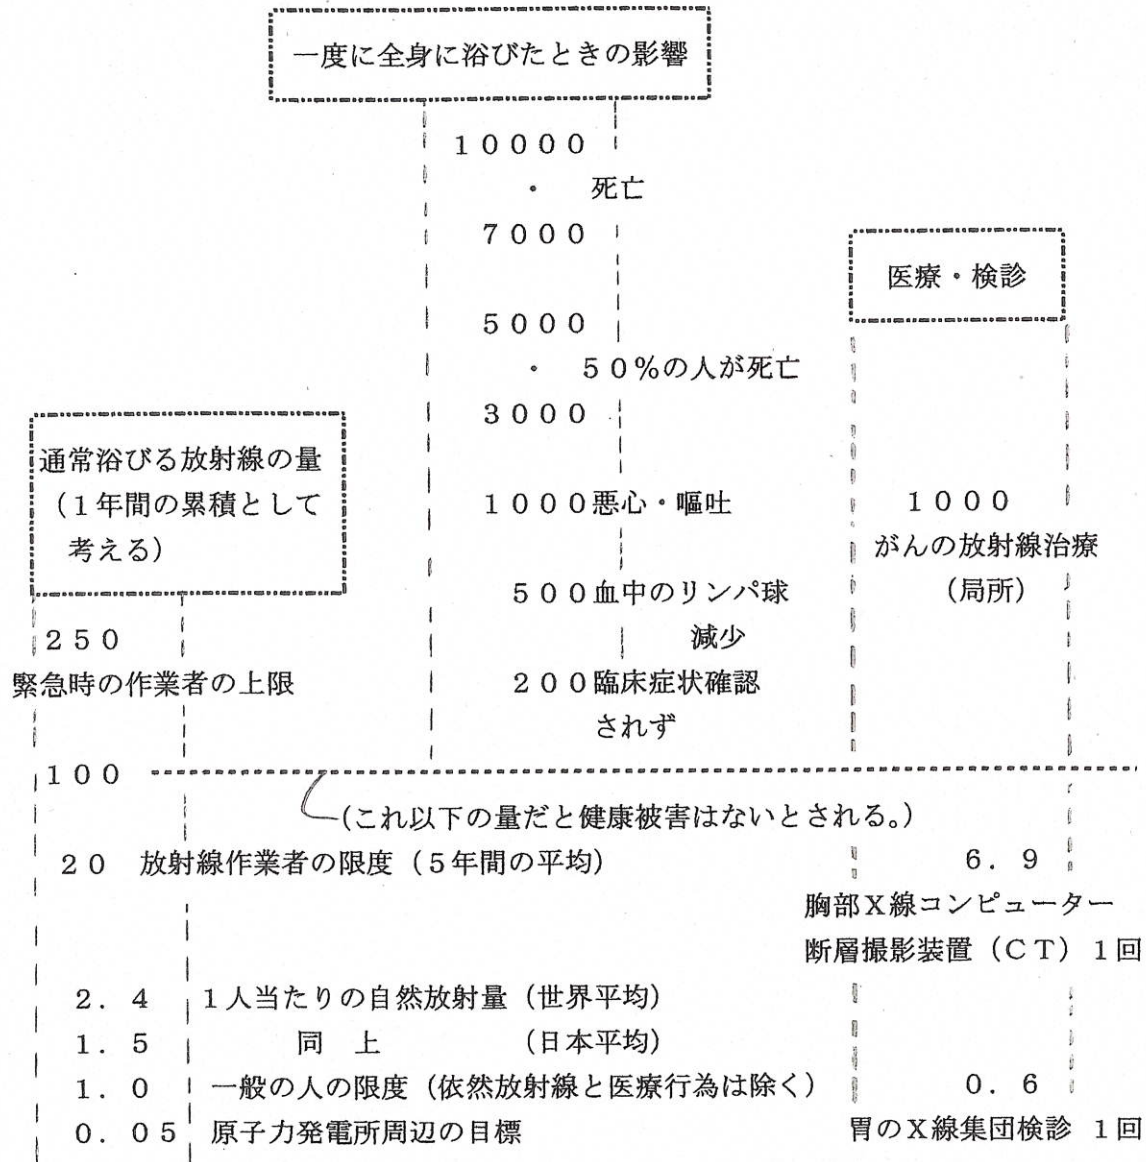 一度に全身に浴びたときの影響
10000
・ 死亡
7000
医療・検診
5000
・ 50%の人が死亡
3000
通常浴びる放射線の量
(1年間の累積として
考える)
1000悪心・嘔吐
1000
がんの放射線治療
(局所)
500血中のリンパ球
減少
250
緊急時の作業者の上限
200臨床症状確認
されず
100
(これ以下の量だと健康被害はないとされる。)
20 放射線作業者の限度(5年間の平均)
6.9
胸部X線コンピューター
断層撮影装置(CT)1回
2.4 1人当たりの自然放射量(世界平均)
1.5 同 上 (日本平均)
1.0 一般の人の限度(依然放射線と医療行為は除く)
0.6
0.05 原子力発電所周辺の目標
胃のX線集団検診 1回